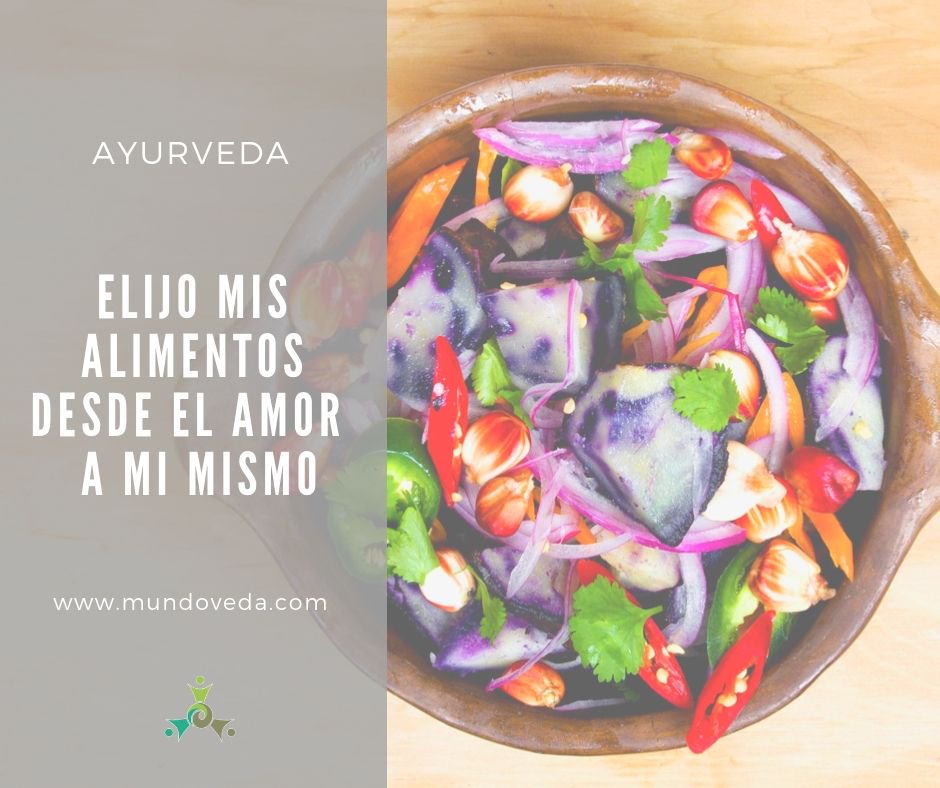 AYURVEDA
ELIJO MIS
ALIMENTOS
DESDE EL AMOR
A MI MISMO
www.mundoveda.com